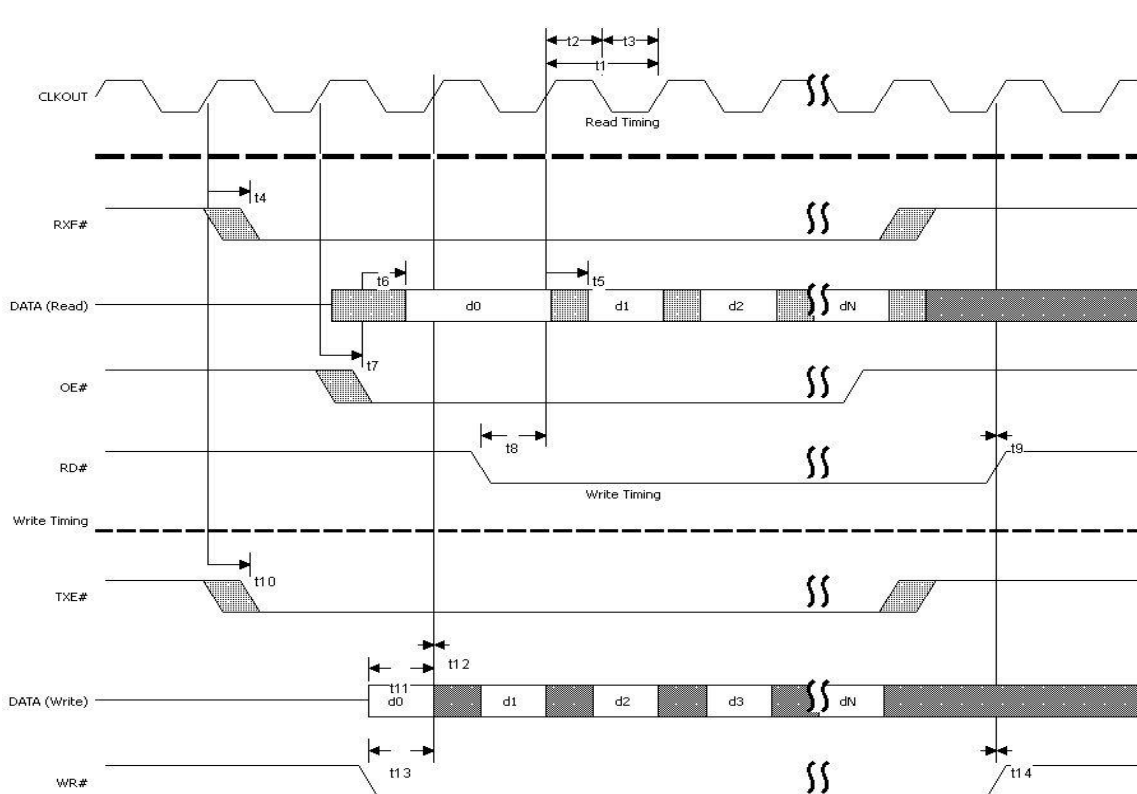 t2 t3
t1
CLKOUT
Read Timing
t4
RXF#
t6 t5
DATA (Read) d0 d1 d2 dN
t7
OE#
t8 t9
RD#
Write Timing
Write Timing
t10
TXE#
t12
t11
DATA (Write) d0 d1 d2 d3 dN
t13 t14
WR#